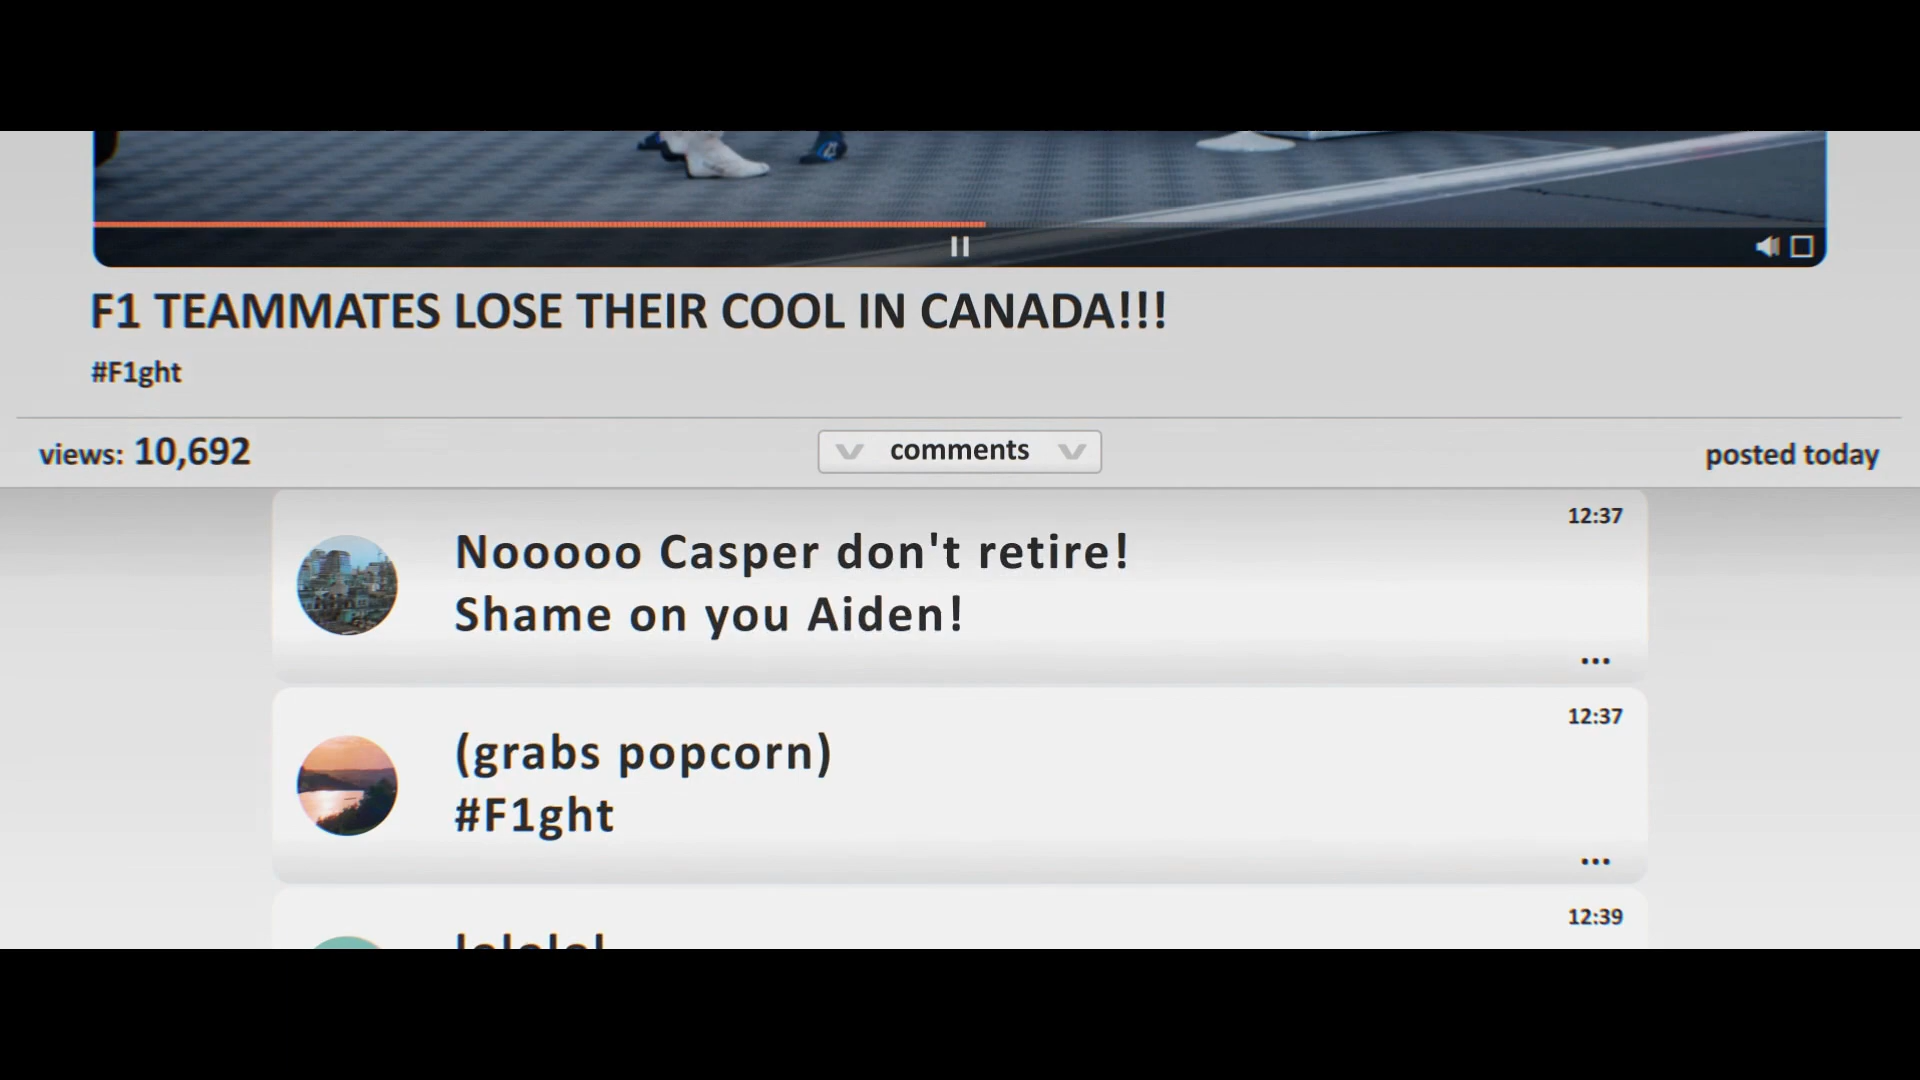 F1 TEAMMATES LOSE THEIR COOL IN CANADA!!!
#F1ght
views: 10,692
comments
posted today
12:37
Nooooo Casper don't retire!
Shame on you Aiden!
...
12:37
(grabs popcorn)
#F1ght
...
12:39